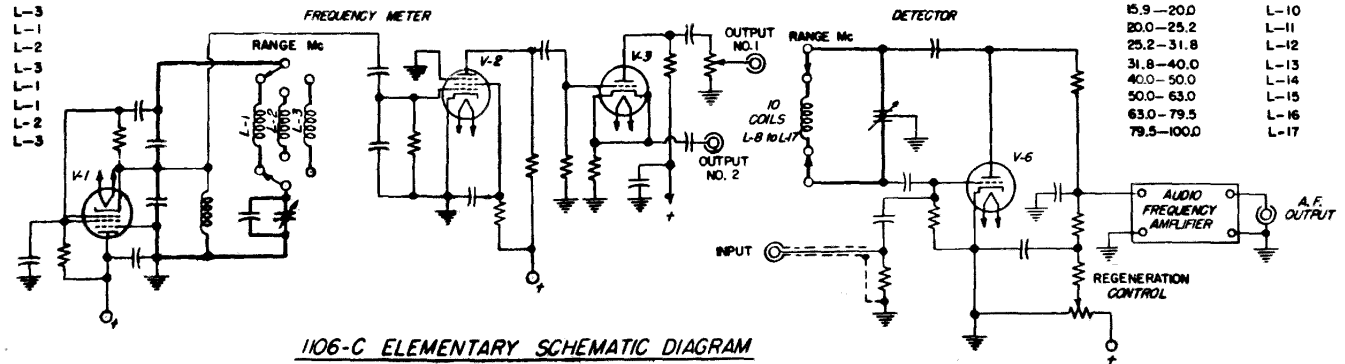 L-3
L-1
L-2
L-3
L-1
L-1
L-2
L-3
FREQUENCY METER
RANGE Mc
L-1
L-2
L-3
V-1
+
V-2
+
V-3
OUTPUT
NO.1
OUTPUT
NO. 2
+
DETECTOR
RANGE Mc
10
COILS
L-8 to L-17
INPUT
V-6
REGENERATION
CONTROL
+
AUDIO
FREQUENCY
AMPLIFIER
A.F.
OUTPUT
15.9-20.0 L-10
20.0-25.2 L-11
25.2-31.8 L-12
31.8-40.0 L-13
40.0-50.0 L-14
50.0-63.0 L-15
63.0-79.5 L-16
79.5-100.0 L-17
1106-C ELEMENTARY SCHEMATIC DIAGRAM